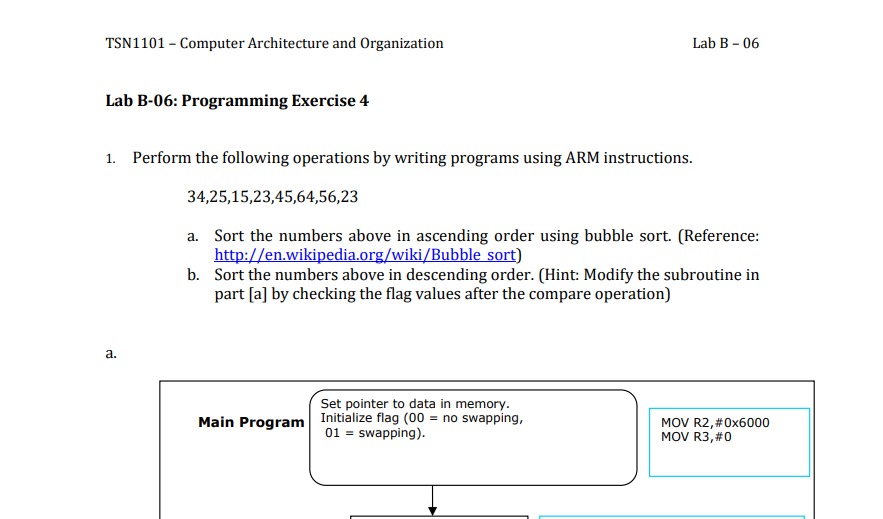 TSN1101 – Computer Architecture and Organization Lab B – 06
Lab B-06: Programming Exercise 4
1. Perform the following operations by writing programs using ARM instructions.
34,25,15,23,45,64,56,23
a. Sort the numbers above in ascending order using bubble sort. (Reference:
http://en.wikipedia.org/wiki/Bubble_sort)
b. Sort the numbers above in descending order. (Hint: Modify the subroutine in
part [a] by checking the flag values after the compare operation)
a.
Main Program
Set pointer to data in memory.
Initialize flag (00 = no swapping,
01 = swapping).
MOV R2,#0x6000
MOV R3,#0